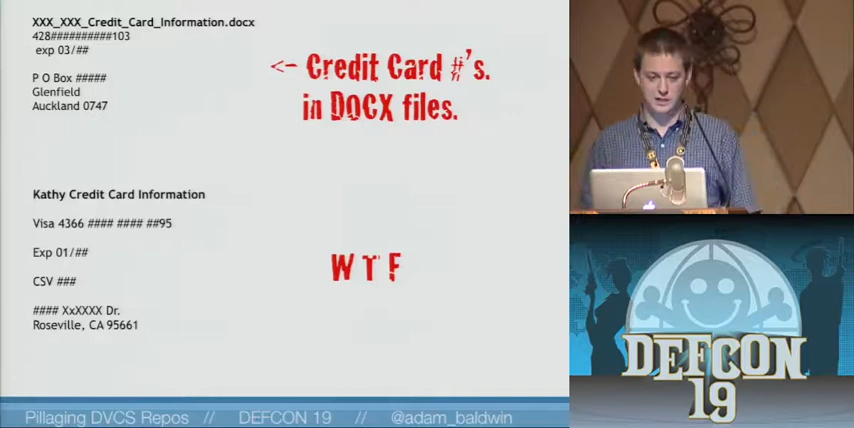 XXX_XXX_Credit_Card_Information.docx
428##########103
exp 03/##
P O Box #####
Glenfield
Auckland 0747
<- Credit Card #'s.
in DOCX files.
Kathy Credit Card Information
Visa 4366 #### #### ##95
Exp 01/##
CSV ###
#### XxXXXX Dr.
Roseville, CA 95661
W T F
Pillaging DVCS Repos // DEFCON 19 // @adam_baldwin
DEFCON
19